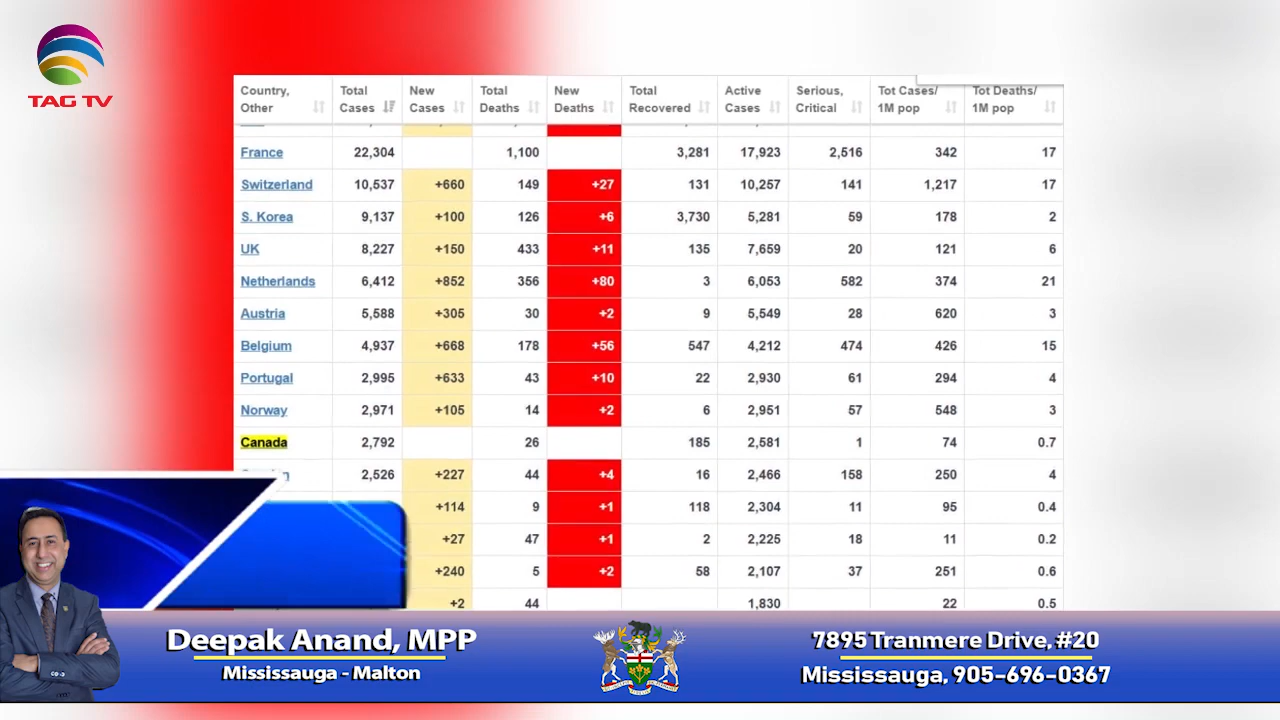 TAG TV
Country, Other Total Cases New Cases Total Deaths New Deaths Total Recovered Active Cases Serious, Critical Tot Cases/ 1M pop Tot Deaths/ 1M pop
France 22,304 1,100 3,281 17,923 2,516 342 17
Switzerland 10,537 +660 149 +27 131 10,257 141 1,217 17
S. Korea 9,137 +100 126 +6 3,730 5,281 59 178 2
UK 8,227 +150 433 +11 135 7,659 20 121 6
Netherlands 6,412 +852 356 +80 3 6,053 582 374 21
Austria 5,588 +305 30 +2 9 5,549 28 620 3
Belgium 4,937 +668 178 +56 547 4,212 474 426 15
Portugal 2,995 +633 43 +10 22 2,930 61 294 4
Norway 2,971 +105 14 +2 6 2,951 57 548 3
Canada 2,792 26 185 2,581 1 74 0.7
2,526 +227 44 +4 16 2,466 158 250 4
+114 9 +1 118 2,304 11 95 0.4
+27 47 +1 2 2,225 18 11 0.2
+240 5 +2 58 2,107 37 251 0.6
+2 44 1,830 22 0.5
Deepak Anand, MPP
Mississauga - Malton
7895 Tranmere Drive, #20
Mississauga, 905-696-0367